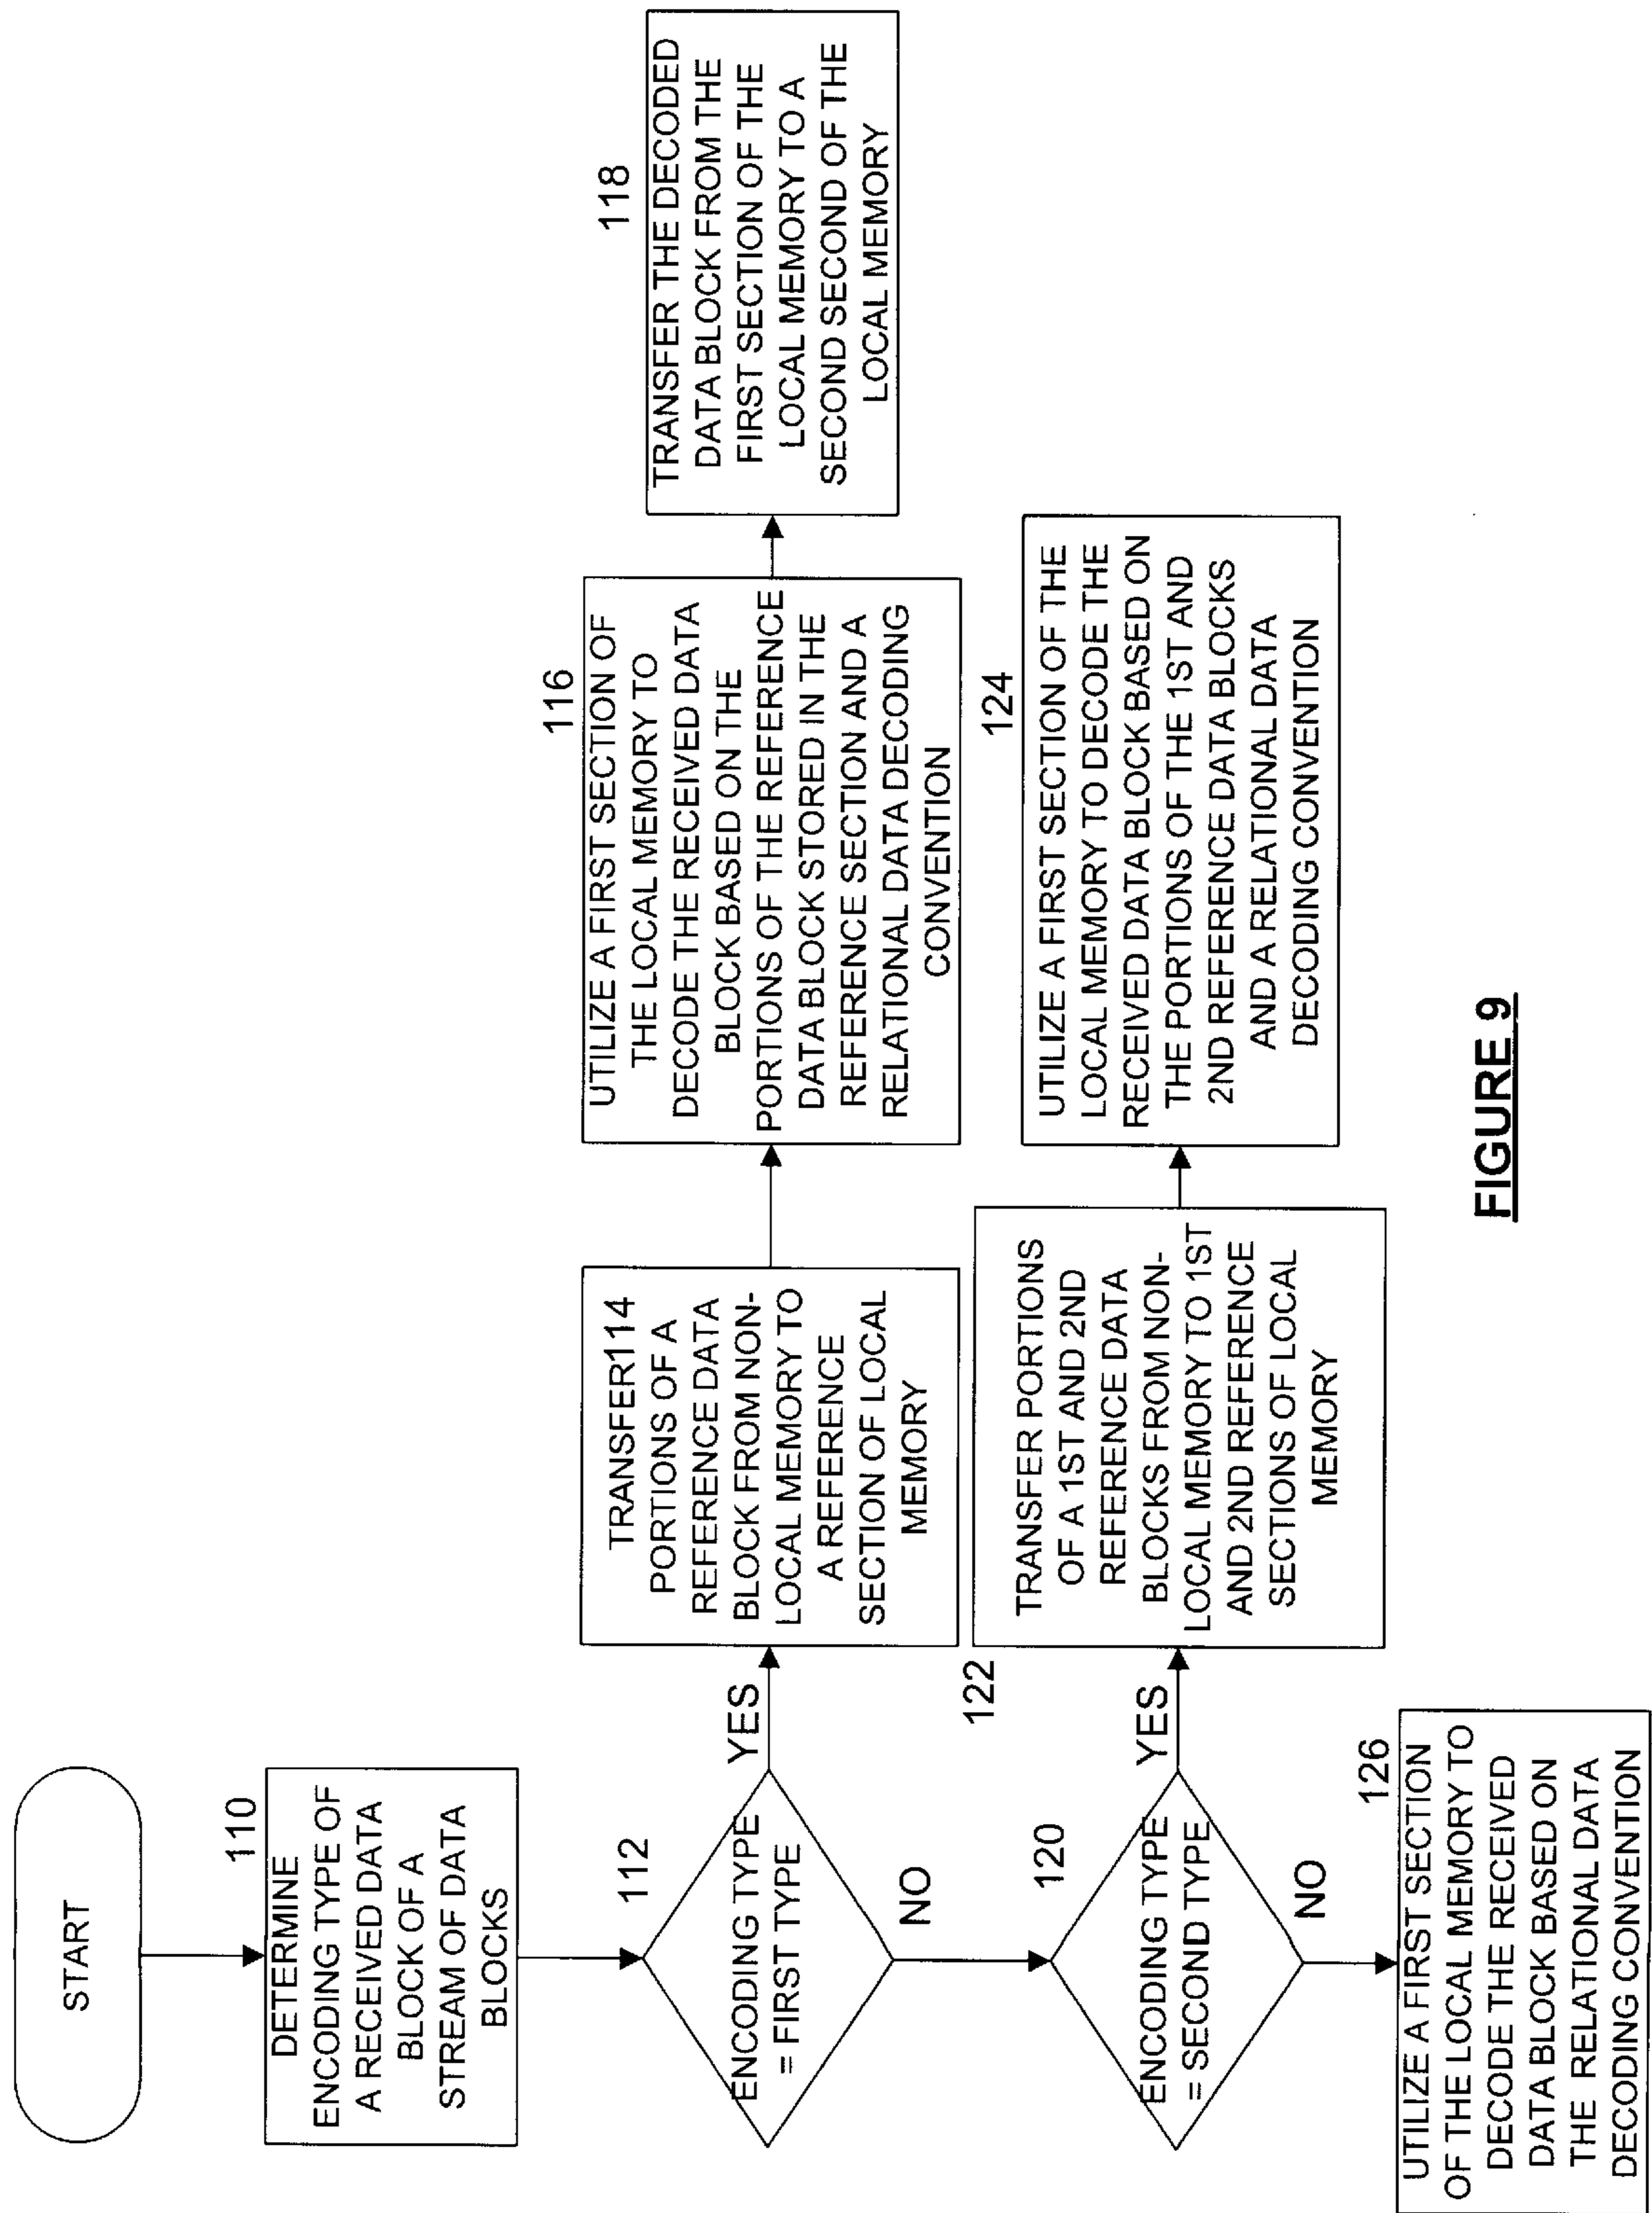 START
110
DETERMINE
ENCODING TYPE OF
A RECEIVED DATA
BLOCK OF A
STREAM OF DATA
BLOCKS
112
ENCODING TYPE
= FIRST TYPE
YES
NO
TRANSFER114
PORTIONS OF A
REFERENCE DATA
BLOCK FROM NON-
LOCAL MEMORY TO
A REFERENCE
SECTION OF LOCAL
MEMORY
116
UTILIZE A FIRST SECTION OF
THE LOCAL MEMORY TO
DECODE THE RECEIVED DATA
BLOCK BASED ON THE
PORTIONS OF THE REFERENCE
DATA BLOCK STORED IN THE
REFERENCE SECTION AND A
RELATIONAL DATA DECODING
CONVENTION
118
TRANSFER THE DECODED
DATA BLOCK FROM THE
FIRST SECTION OF THE
LOCAL MEMORY TO A
SECOND SECOND OF THE
LOCAL MEMORY
120
ENCODING TYPE
= SECOND TYPE
YES
NO
122
TRANSFER PORTIONS
OF A 1ST AND 2ND
REFERENCE DATA
BLOCKS FROM NON-
LOCAL MEMORY TO 1ST
AND 2ND REFERENCE
SECTIONS OF LOCAL
MEMORY
124
UTILIZE A FIRST SECTION OF THE
LOCAL MEMORY TO DECODE THE
RECEIVED DATA BLOCK BASED ON
THE PORTIONS OF THE 1ST AND
2ND REFERENCE DATA BLOCKS
AND A RELATIONAL DATA
DECODING CONVENTION
126
UTILIZE A FIRST SECTION
OF THE LOCAL MEMORY TO
DECODE THE RECEIVED
DATA BLOCK BASED ON
THE RELATIONAL DATA
DECODING CONVENTION
FIGURE 9